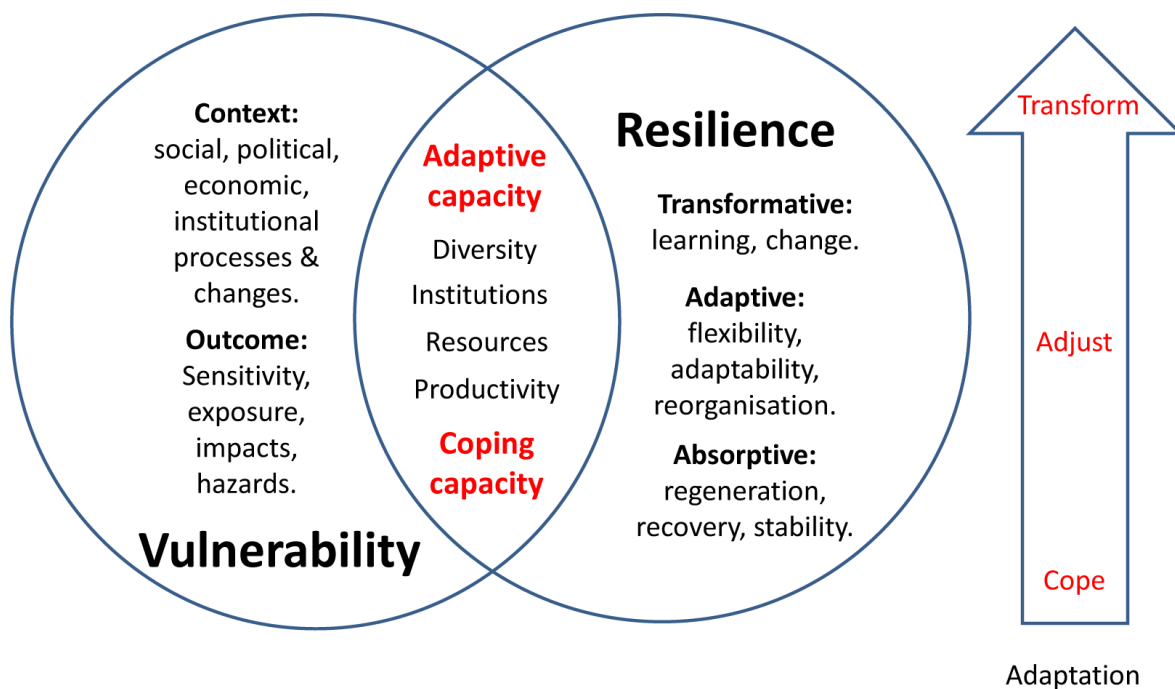 Context:
social, political,
economic,
institutional
processes &
changes.
Outcome:
Sensitivity,
exposure,
impacts,
hazards.
Vulnerability
Adaptive
capacity
Diversity
Institutions
Resources
Productivity
Coping
capacity
Resilience
Transformative:
learning, change.
Adaptive:
flexibility,
adaptability,
reorganisation.
Absorptive:
regeneration,
recovery, stability.
Transform
Adjust
Cope
Adaptation